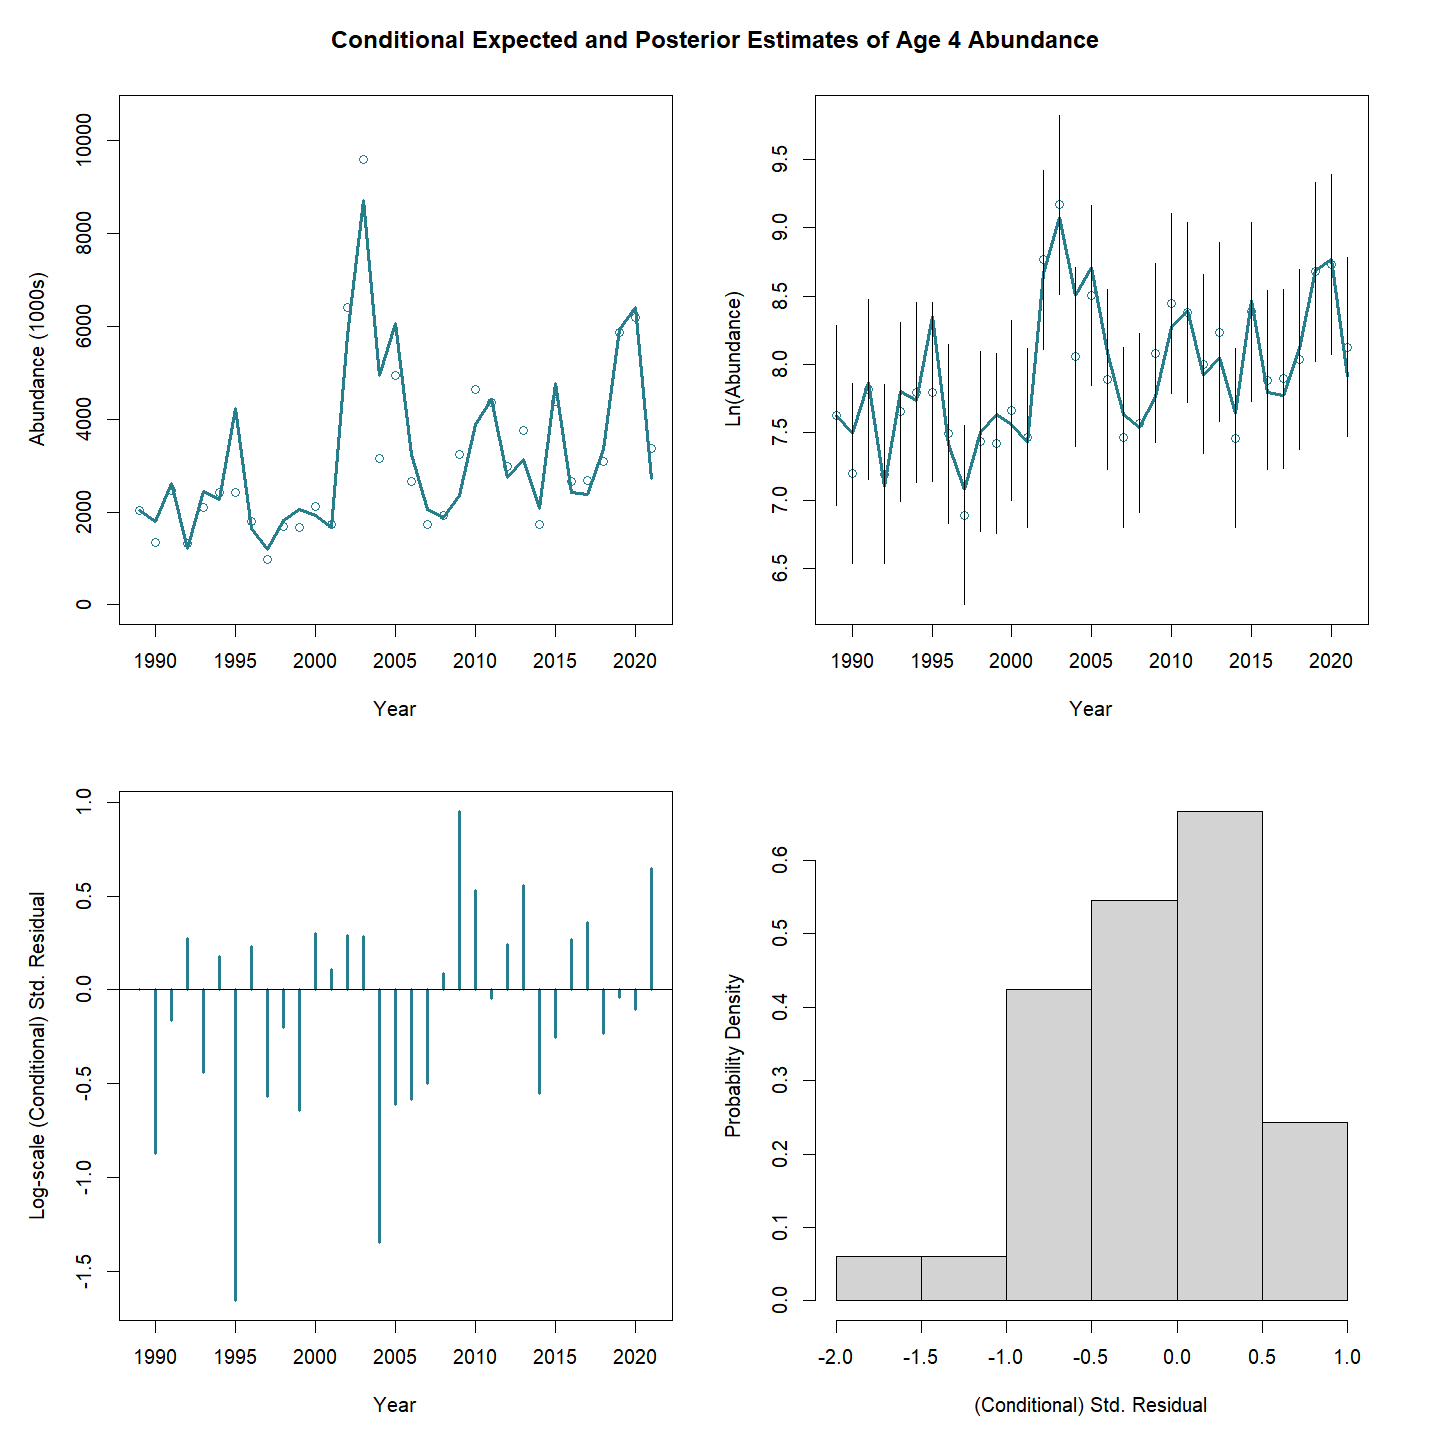 Conditional Expected and Posterior Estimates of Age 4 Abundance
Abundance (1000s)
10000
8000
6000
4000
2000
0
1990 1995 2000 2005 2010 2015 2020
Year
Ln(Abundance)
9.5
9.0
8.5
8.0
7.5
7.0
6.5
1990 1995 2000 2005 2010 2015 2020
Year
Log-scale (Conditional) Std. Residual
1.0
0.5
0.0
-0.5
-1.0
-1.5
1990 1995 2000 2005 2010 2015 2020
Year
Probability Density
0.6
0.5
0.4
0.3
0.2
0.1
0.0
-2.0 -1.5 -1.0 -0.5 0.0 0.5 1.0
(Conditional) Std. Residual